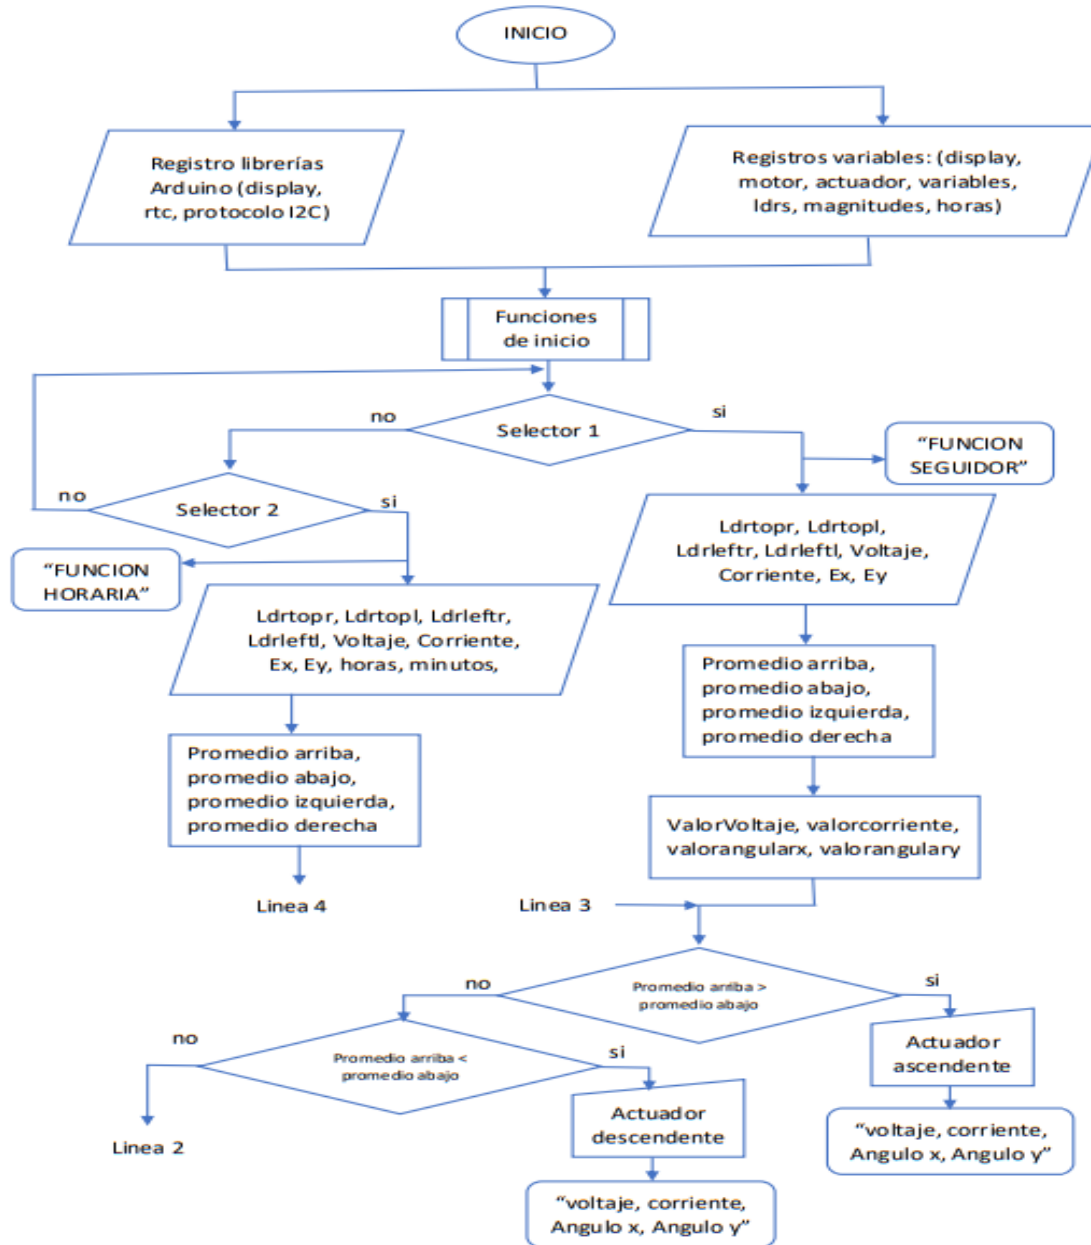 INICIO
Registro librerías
Arduino (display,
rtc, protocolo I2C)
Registros variables: (display,
motor, actuador, variables,
ldrs, magnitudes, horas)
Funciones
de inicio
no
Selector 1
si
"FUNCION
SEGUIDOR"
no
Selector 2
si
"FUNCION
HORARIA"
Ldrtopr, Ldrtopl,
Ldrleftr, Ldrleftl, Voltaje,
Corriente, Ex, Ey
Ldrtopr, Ldrtopl, Ldrleftr,
Ldrleftl, Voltaje, Corriente,
Ex, Ey, horas, minutos,
Promedio arriba,
promedio abajo,
promedio izquierda,
promedio derecha
Promedio arriba,
promedio abajo,
promedio izquierda,
promedio derecha
ValorVoltaje, valorcorriente,
valorangularx, valorangulary
Linea 4
Linea 3
no
Promedio arriba >
promedio abajo
si
no
Promedio arriba <
promedio abajo
si
Actuador
ascendente
Actuador
descendente
Linea 2
"voltaje, corriente,
Angulo x, Angulo y"
"voltaje, corriente,
Angulo x, Angulo y"